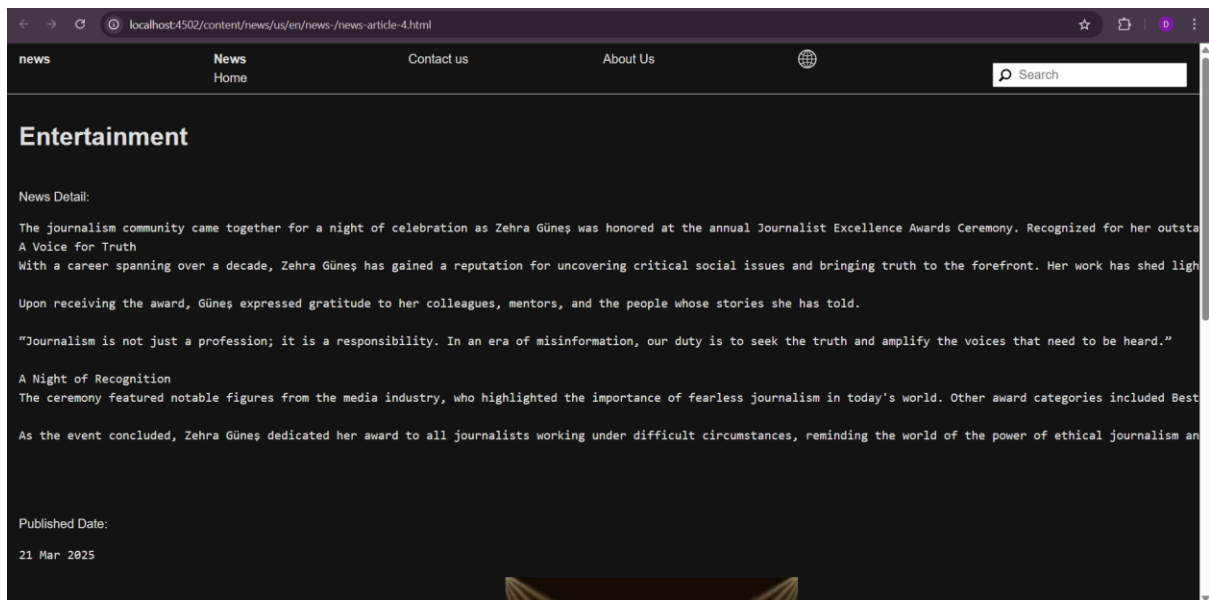 localhost:4502/content/news/us/en/news-/news-article-4.html
D
news
News
Home
Contact us
About Us
Search
Entertainment
News Detail:
The journalism community came together for a night of celebration as Zehra Güneş was honored at the annual Journalist Excellence Awards Ceremony. Recognized for her outsta
A Voice for Truth
With a career spanning over a decade, Zehra Güneş has gained a reputation for uncovering critical social issues and bringing truth to the forefront. Her work has shed ligh
Upon receiving the award, Güneş expressed gratitude to her colleagues, mentors, and the people whose stories she has told.
“Journalism is not just a profession; it is a responsibility. In an era of misinformation, our duty is to seek the truth and amplify the voices that need to be heard.”
A Night of Recognition
The ceremony featured notable figures from the media industry, who highlighted the importance of fearless journalism in today's world. Other award categories included Best
As the event concluded, Zehra Güneş dedicated her award to all journalists working under difficult circumstances, reminding the world of the power of ethical journalism an
Published Date:
21 Mar 2025